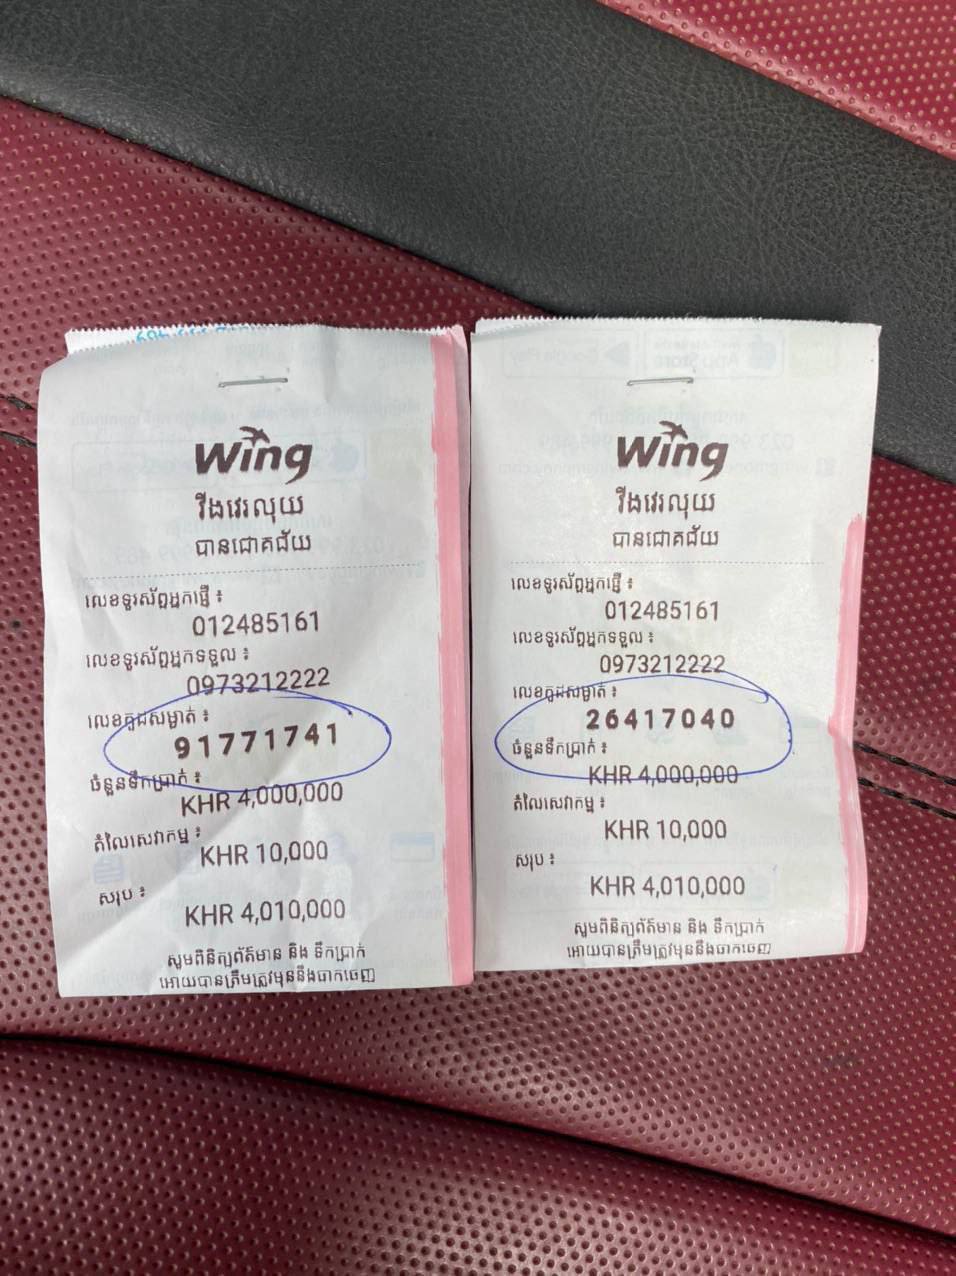 Wing
វីងវេរលុយ
បានជោគជ័យ
លេខទូរស័ព្ទអ្នកផ្ញើ ៖
012485161
លេខទូរស័ព្ទអ្នកទទួល ៖
0973212222
លេខកូដសម្ងាត់ ៖
91771741
ចំនួនទឹកប្រាក់ ៖
KHR 4,000,000
តំលៃសេវាកម្ម ៖
KHR 10,000
សរុប ៖
KHR 4,010,000
សូមពិនិត្យព័ត៌មាន និង ទឹកប្រាក់
អោយបានត្រឹមត្រូវមុននឹងចាកចេញ
Wing
វីងវេរលុយ
បានជោគជ័យ
លេខទូរស័ព្ទអ្នកផ្ញើ ៖
012485161
លេខទូរស័ព្ទអ្នកទទួល ៖
0973212222
លេខកូដសម្ងាត់ ៖
26417040
ចំនួនទឹកប្រាក់ ៖
KHR 4,000,000
តំលៃសេវាកម្ម ៖
KHR 10,000
សរុប ៖
KHR 4,010,000
សូមពិនិត្យព័ត៌មាន និង ទឹកប្រាក់
អោយបានត្រឹមត្រូវមុននឹងចាកចេញ